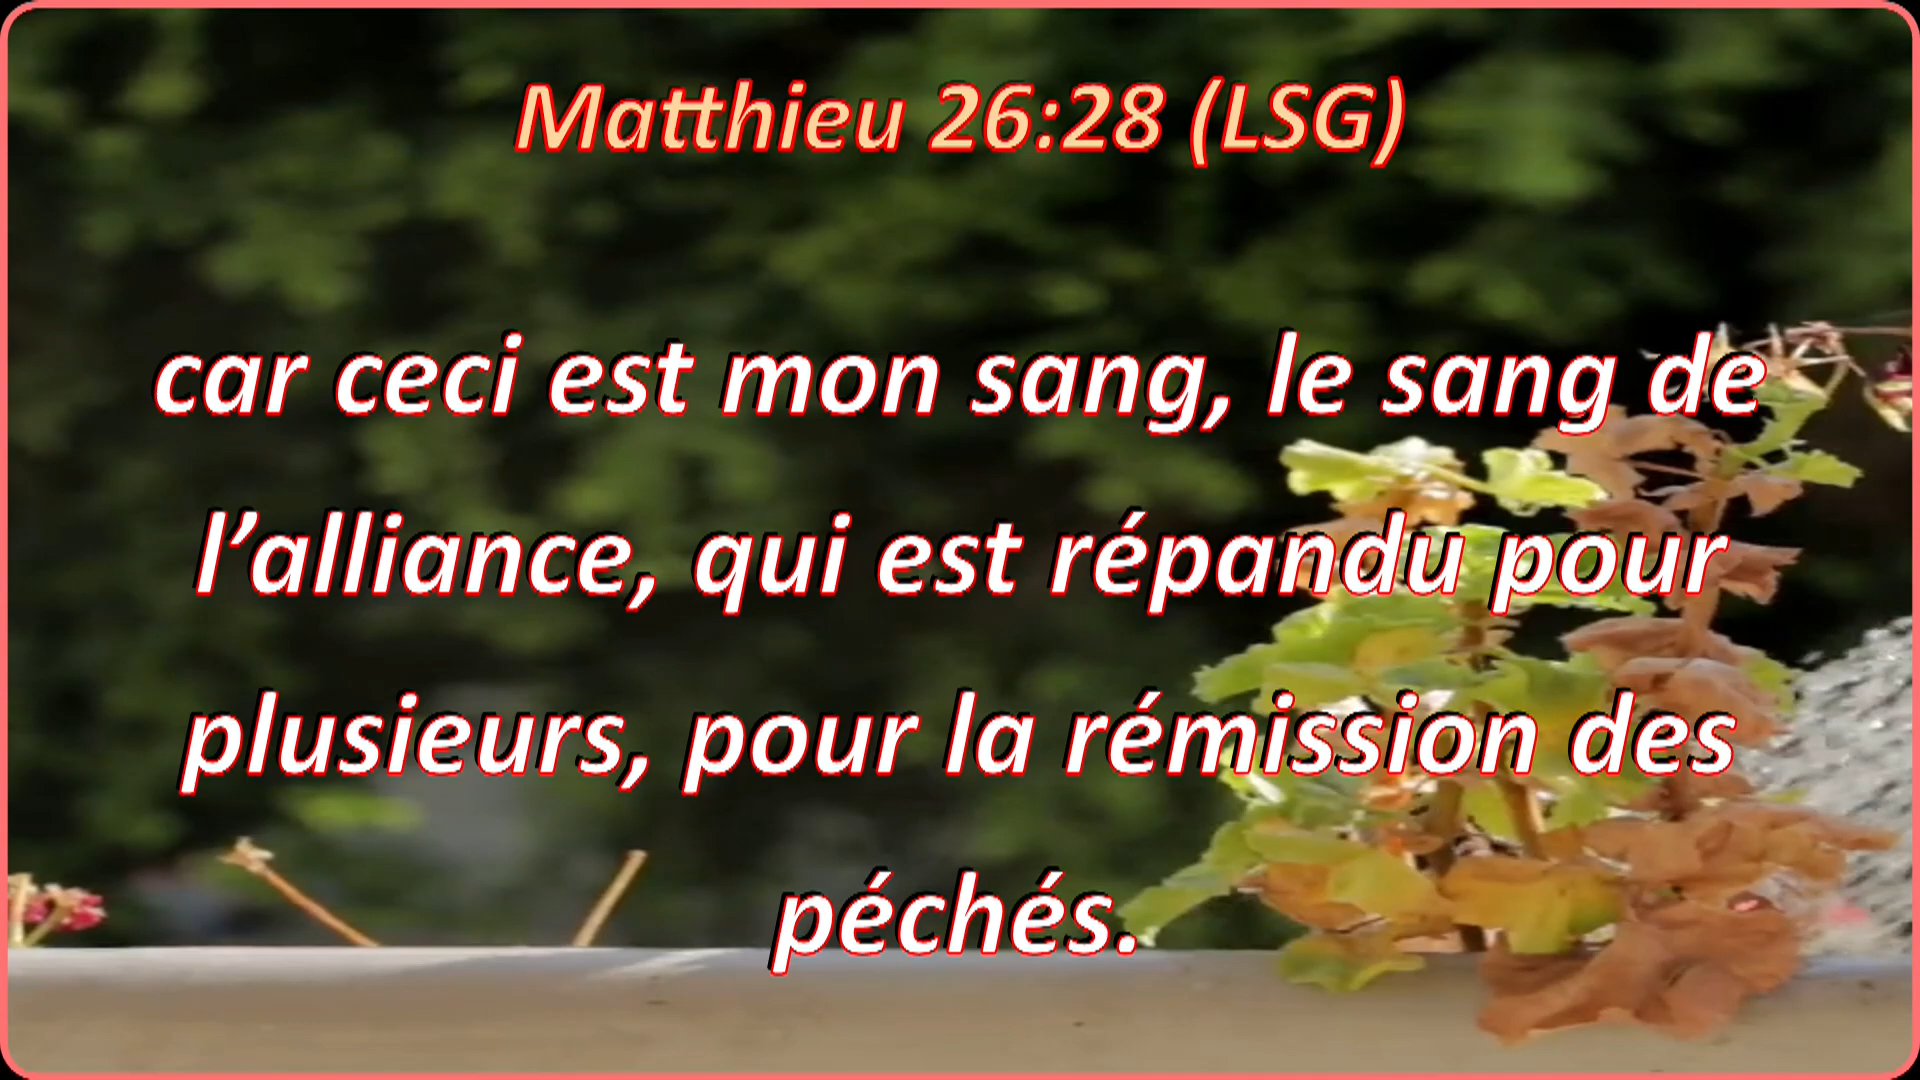 Matthieu 26:28 (LSG)
car ceci est mon sang, le sang de
l’alliance, qui est répandu pour
plusieurs, pour la rémission des
péchés.